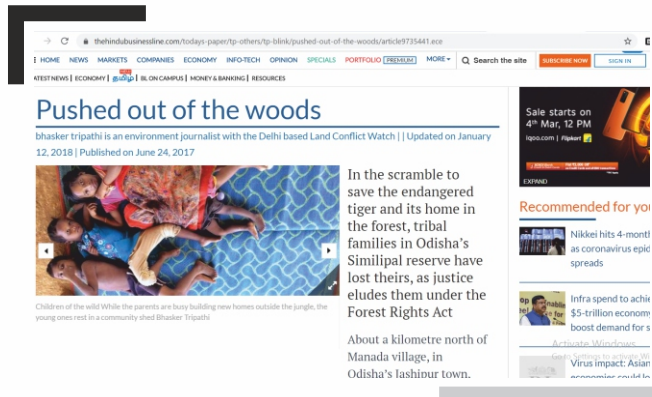 thehindubusinessline.com/todays-paper/tp-others/tp-blink/pushed-out-of-the-woods/article9735441.ece
HOME NEWS MARKETS COMPANIES ECONOMY INFO-TECH OPINION SPECIALS PORTFOLIO PREMIUM MORE Search the site SUBSCRIBE NOW SIGN IN
ATEST NEWS | ECONOMY | தமிழ் | BL ON CAMPUS | MONEY & BANKING | RESOURCES
Pushed out of the woods
bhasker tripathi is an environment journalist with the Delhi based Land Conflict Watch | | Updated on January
12, 2018 | Published on June 24, 2017
In the scramble to
save the endangered
tiger and its home in
the forest, tribal
families in Odisha's
Similipal reserve have
lost theirs, as justice
eludes them under the
Forest Rights Act
About a kilometre north of
Manada village, in
Odisha's Jashipur town,
Children of the wild While the parents are busy building new homes outside the jungle, the
young ones rest in a community shed Bhasker Tripathi
Sale starts on
4th Mar, 12 PM
iqoo.com | Flipkart
EXPAND
Recommended for you
Nikkei hits 4-month
as coronavirus epid
spreads
Infra spend to achie
$5-trillion economy
boost demand for s
Activate Windows
Go to Settings to activate Wi
Virus impact: Asian
economies could lo